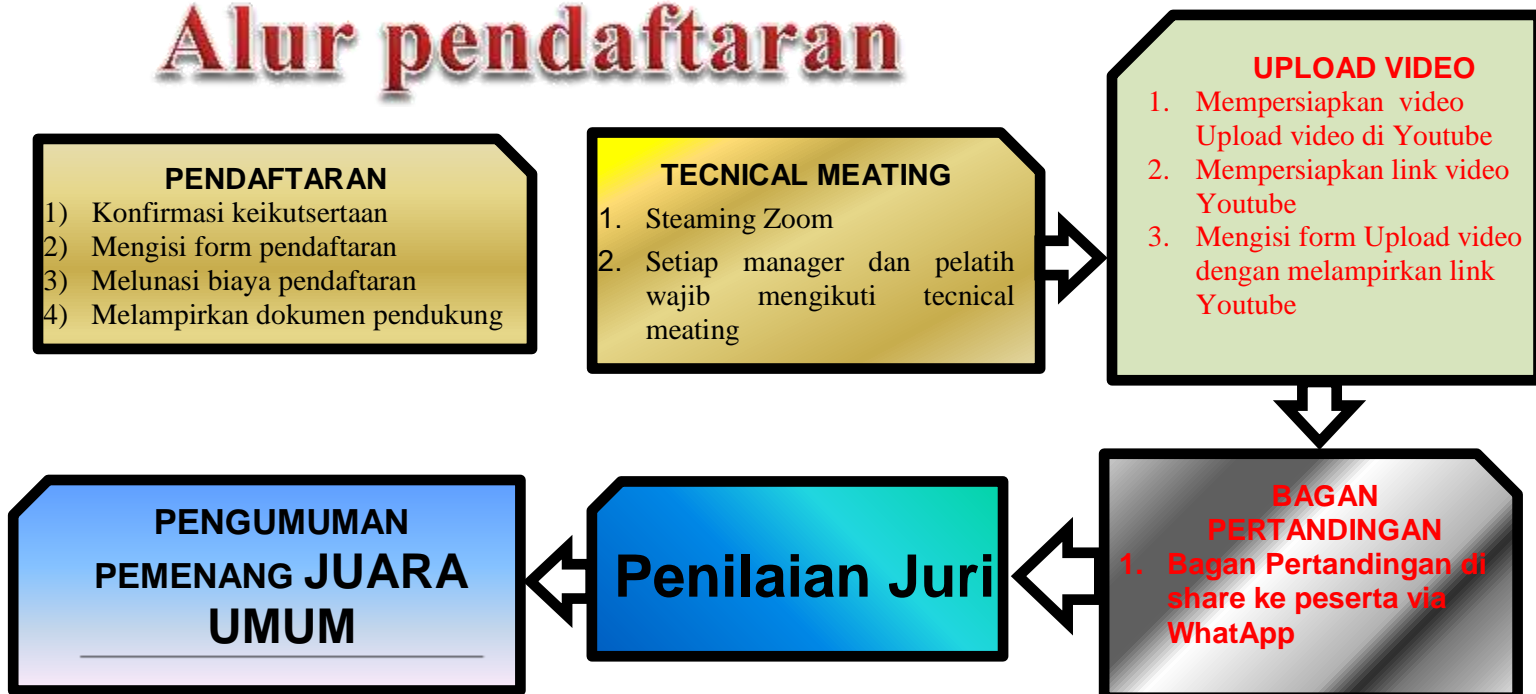 Alur pendaftaran
PENDAFTARAN
1) Konfirmasi keikutsertaan
2) Mengisi form pendaftaran
3) Melunasi biaya pendaftaran
4) Melampirkan dokumen pendukung
TECNICAL MEATING
1. Steaming Zoom
2. Setiap manager dan pelatih
wajib mengikuti tecnical
meating
UPLOAD VIDEO
1. Mempersiapkan video
Upload video di Youtube
2. Mempersiapkan link video
Youtube
3. Mengisi form Upload video
dengan melampirkan link
Youtube
BAGAN
PERTANDINGAN
1. Bagan Pertandingan di
share ke peserta via
WhatApp
Penilaian Juri
PENGUMUMAN
PEMENANG JUARA
UMUM